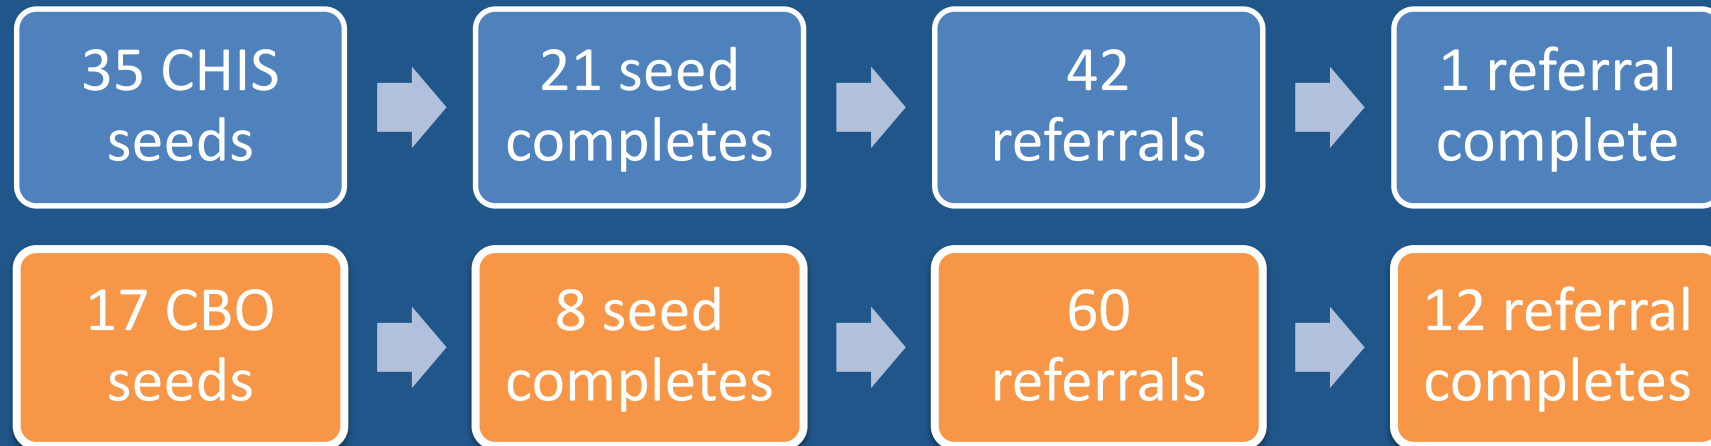 35 CHIS
seeds
21 seed
completes
42
referrals
1 referral
complete
17 CBO
seeds
8 seed
completes
60
referrals
12 referral
completes